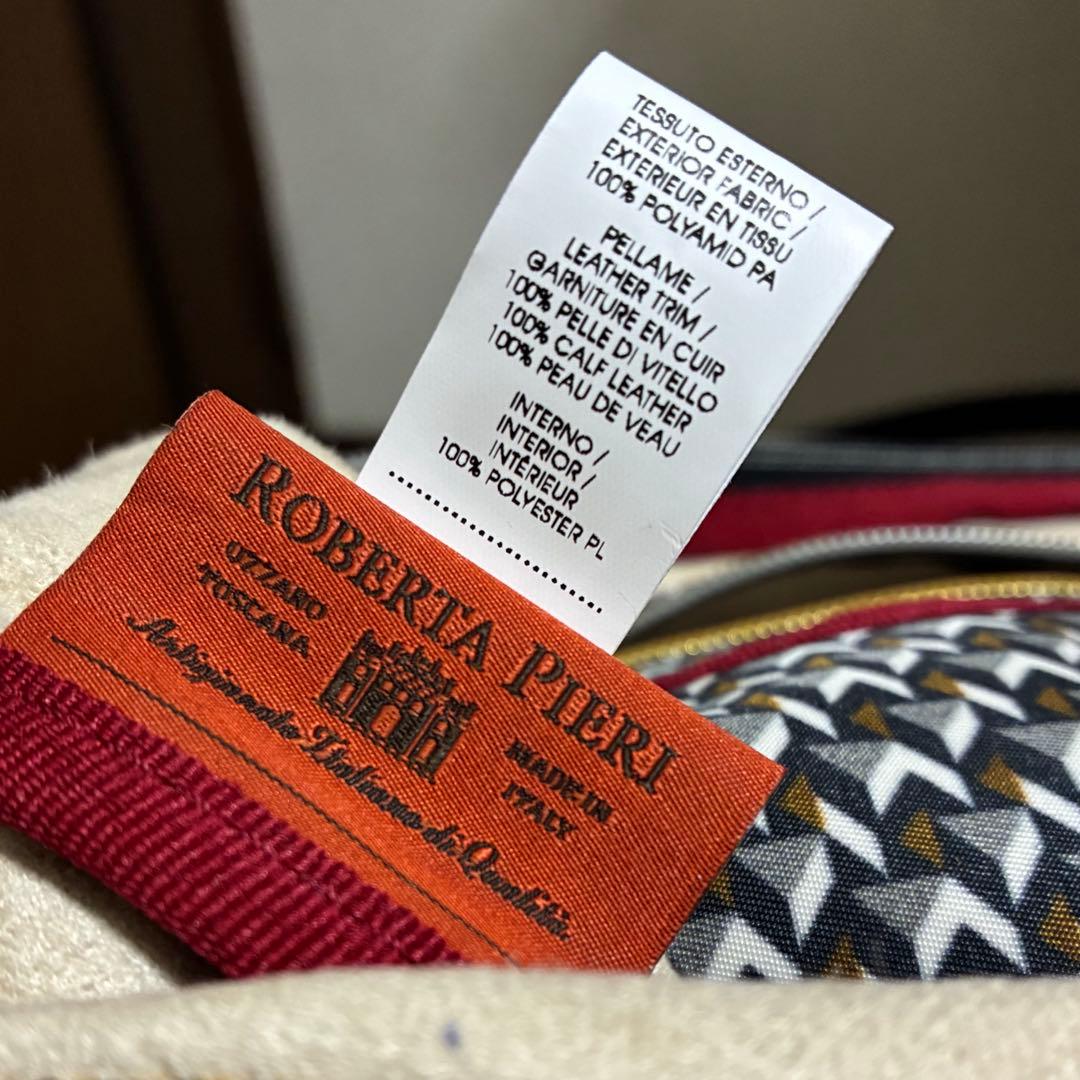 TESSUTO ESTERNO /
EXTERIOR FABRIC /
EXTERIEUR EN TISSU
100% POLYAMID PA
PELLAME /
LEATHER TRIM /
GARNITURE EN CUIR
100% PELLE DI VITELLO
100% CALF LEATHER
100% PEAU DE VEAU
INTERNO /
INTERIOR /
INTÉRIEUR
100% POLYESTER PL
ROBERTA PIERI
UZZANO
TOSCANA
MADE IN
ITALY
Artigianato Italiano di Qualità